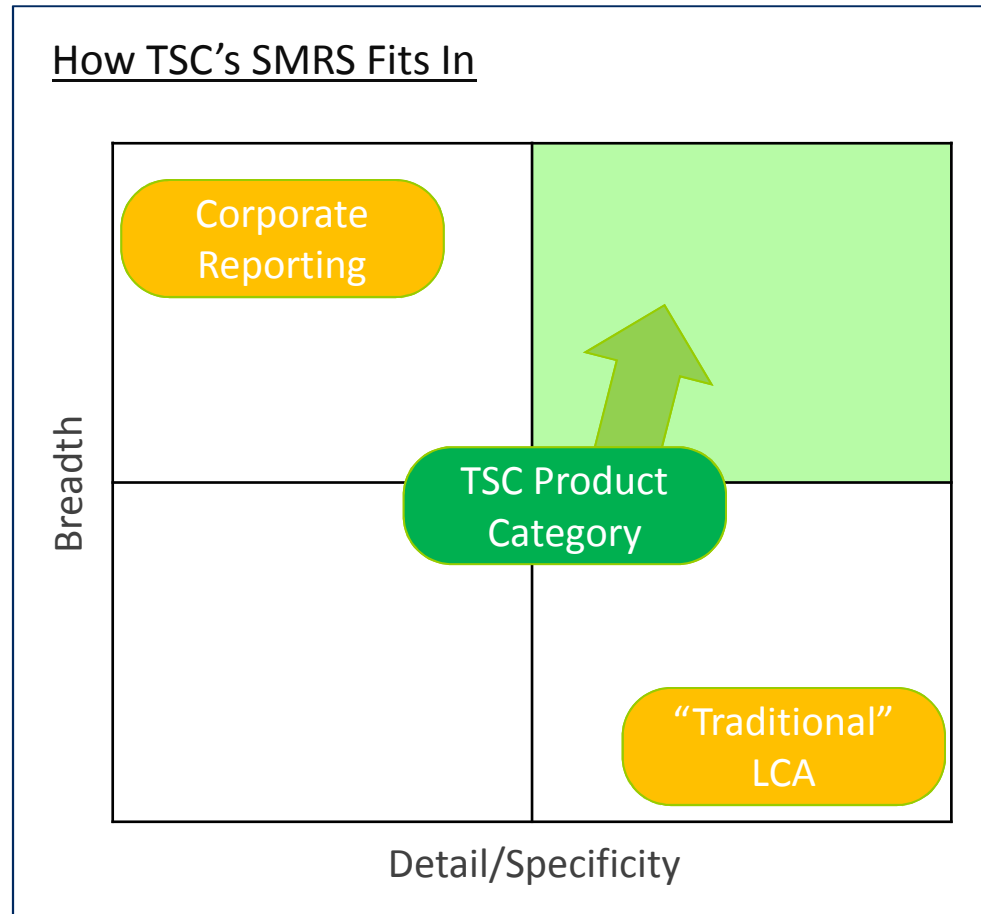 How TSC’s SMRS Fits In
Corporate
Reporting
Breadth
TSC Product
Category
“Traditional”
LCA
Detail/Specificity